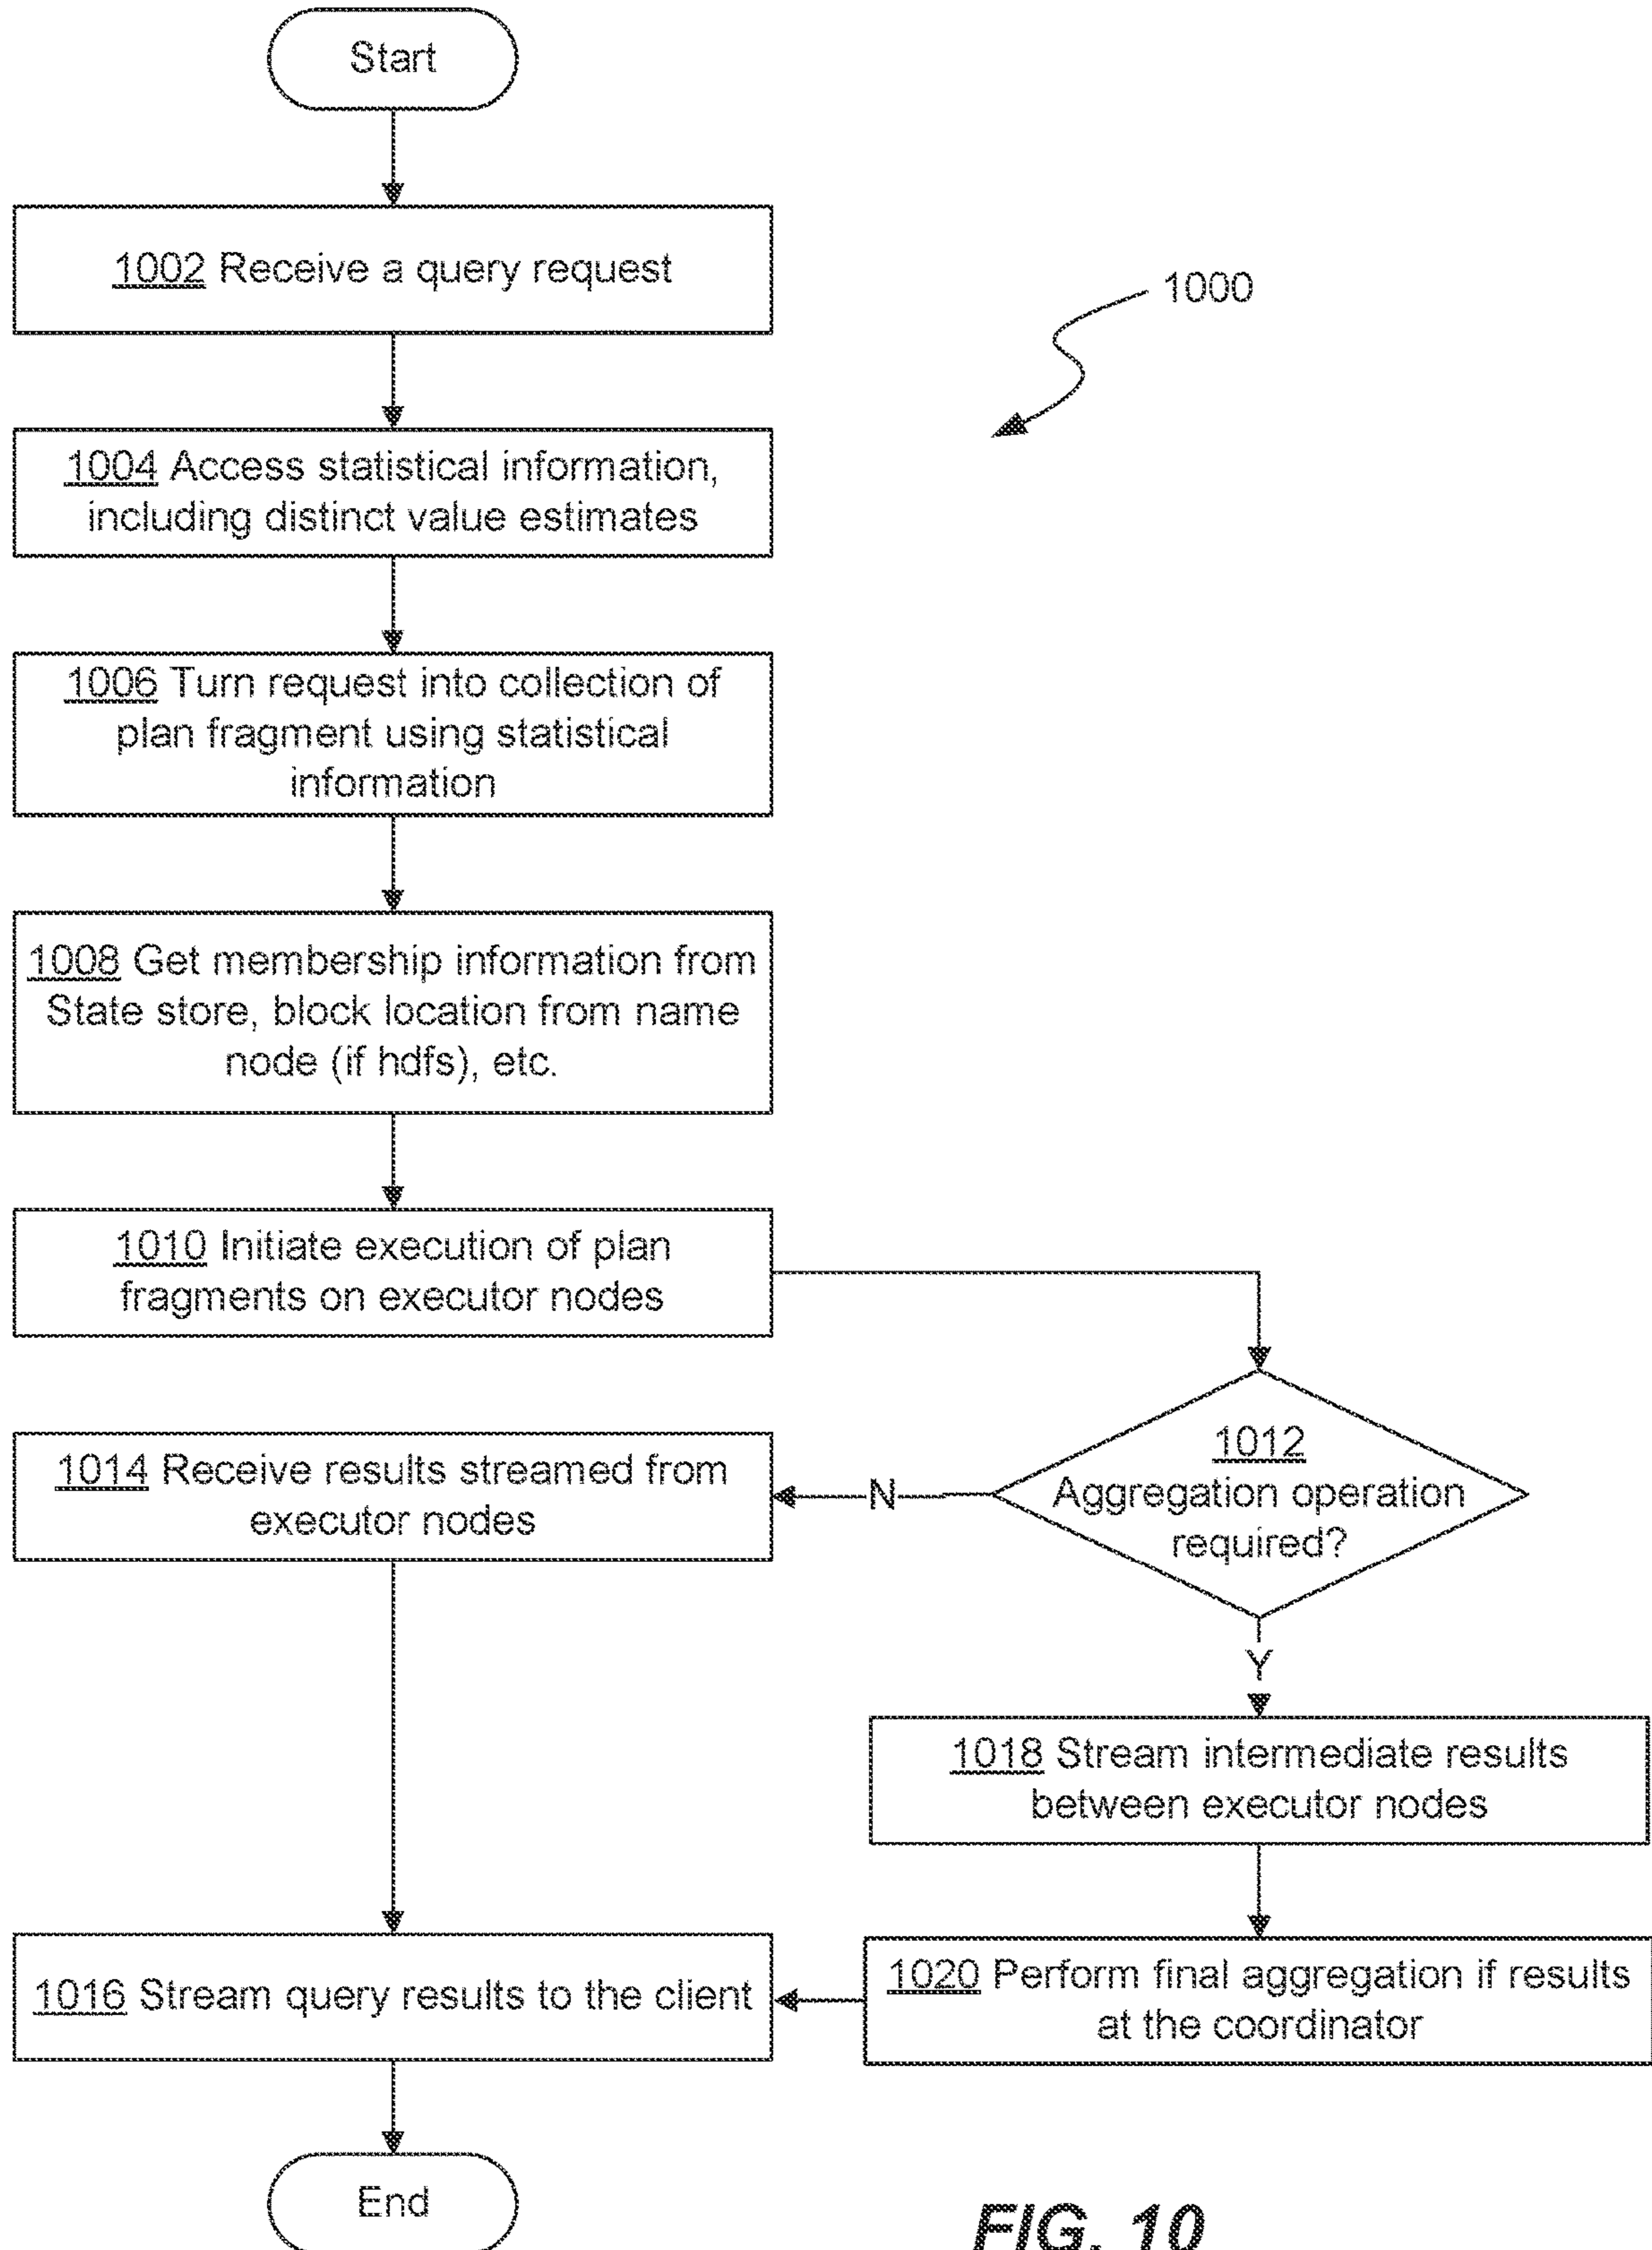 Start
1002 Receive a query request
1000
1004 Access statistical information,
including distinct value estimates
1006 Turn request into collection of
plan fragment using statistical
information
1008 Get membership information from
State store, block location from name
node (if hdfs), etc.
1010 Initiate execution of plan
fragments on executor nodes
1012
Aggregation operation
required?
N
1014 Receive results streamed from
executor nodes
Y
1018 Stream intermediate results
between executor nodes
1020 Perform final aggregation if results
at the coordinator
1016 Stream query results to the client
End
FIG. 10